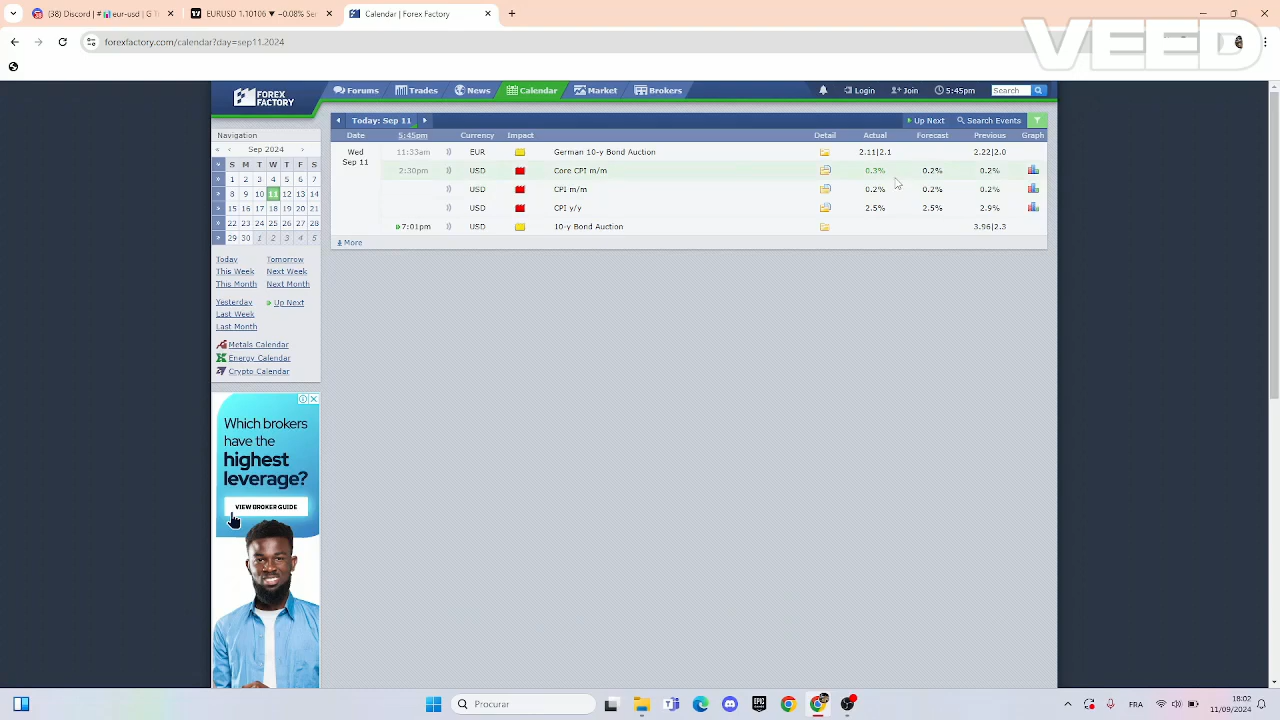 (38) Discord | #📊eur-usd | 'I T
EURUSD 1.10106 ▼ −0.08% Se
Calendar | Forex Factory
forexfactory.com/calendar?day=sep11.2024
VEED
FOREX FACTORY
Forums
Trades
News
Calendar
Market
Brokers
Login
Join
5:45pm
Search
Navigation
Sep 2024
S M T W T F S
1 2 3 4 5 6 7
8 9 10 11 12 13 14
15 16 17 18 19 20 21
22 23 24 25 26 27 28
29 30 1 2 3 4 5
Today Tomorrow
This Week Next Week
This Month Next Month
Yesterday Up Next
Last Week
Last Month
Metals Calendar
Energy Calendar
Crypto Calendar
Today: Sep 11
Up Next
Search Events
Date 5:45pm Currency Impact Detail Actual Forecast Previous Graph
Wed Sep 11 11:33am EUR German 10-y Bond Auction 2.11|2.1 2.22|2.0
2:30pm USD Core CPI m/m 0.3% 0.2% 0.2%
USD CPI m/m 0.2% 0.2% 0.2%
USD CPI y/y 2.5% 2.5% 2.9%
7:01pm USD 10-y Bond Auction 3.96|2.3
More
Which brokers
have the
highest
leverage?
VIEW BROKER GUIDE
Procurar
EPIC
18:02
11/09/2024